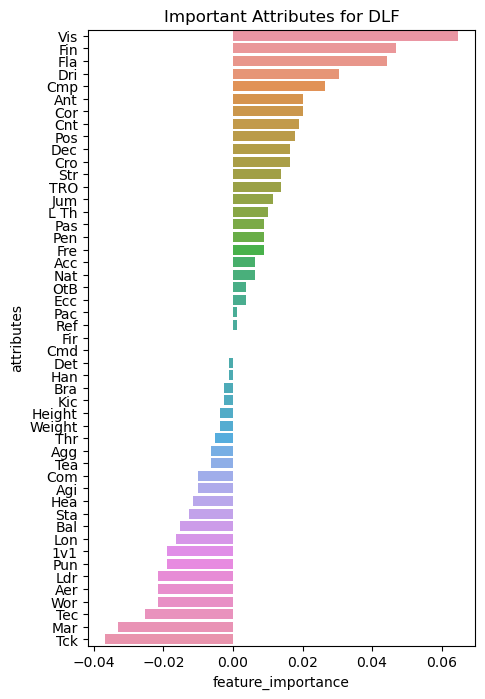 Important Attributes for DLF
Vis
Fin
Fla
Dri
Cmp
Ant
Cor
Cnt
Pos
Dec
Cro
Str
TRO
Jum
L Th
Pas
Pen
Fre
Acc
Nat
OtB
Ecc
Pac
Ref
Fir
Cmd
Det
Han
Bra
Kic
Height
Weight
Thr
Agg
Tea
Com
Agi
Hea
Sta
Bal
Lon
1v1
Pun
Ldr
Aer
Wor
Tec
Mar
Tck
attributes
−0.04 −0.02 0.00 0.02 0.04 0.06
feature_importance